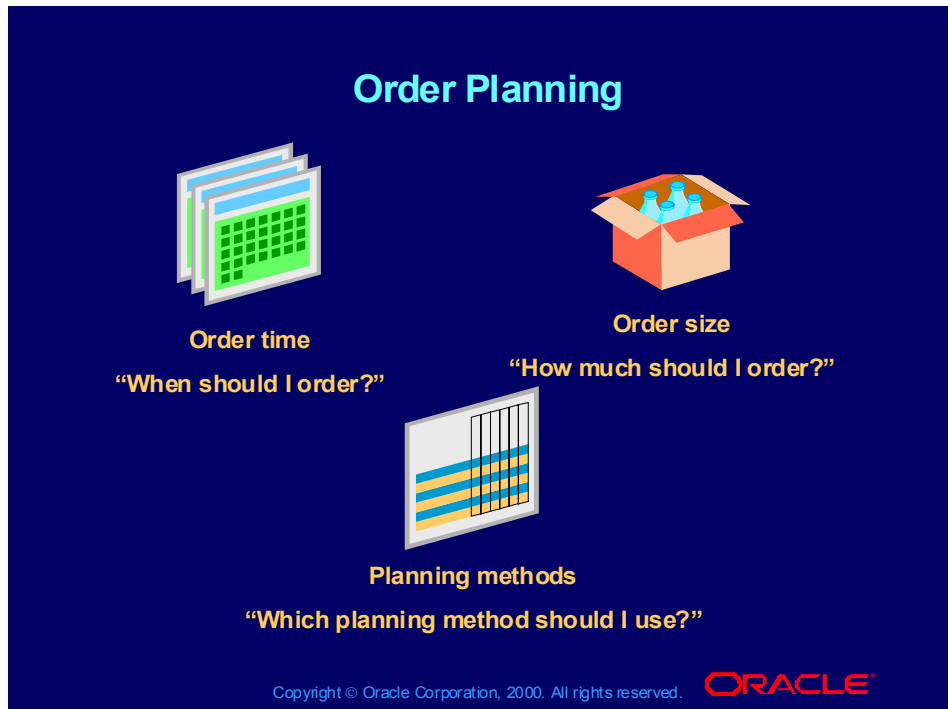 Order Planning
Order time
“When should I order?”
Order size
“How much should I order?”
Planning methods
“Which planning method should I use?”
Copyright © Oracle Corporation, 2000. All rights reserved.
ORACLE®